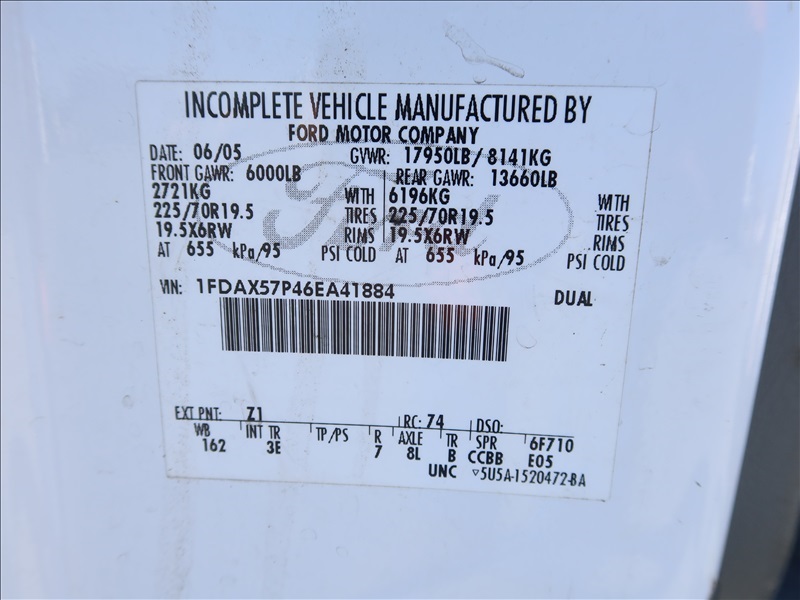 INCOMPLETE VEHICLE MANUFACTURED BY
FORD MOTOR COMPANY
DATE: 06/05 GVWR: 17950LB/ 8141KG
FRONT GAWR: 6000LB REAR GAWR: 13660LB
2721KG WITH 6196KG WITH
225/70R19.5 TIRES 225/70R19.5 TIRES
19.5X6RW RIMS 19.5X6RW RIMS
AT 655 kPa/95 PSI COLD AT 655 kPa/95 PSI COLD
Ford
VIN: 1FDAX57P46EA41884 DUAL
EXT PNT: Z1 RC: 74 DSO:
WB INT TR TP/PS R AXLE TR SPR 6F710
162 3E 7 8L B CCBB E05
UNC ▽5U5A-1520472-BA